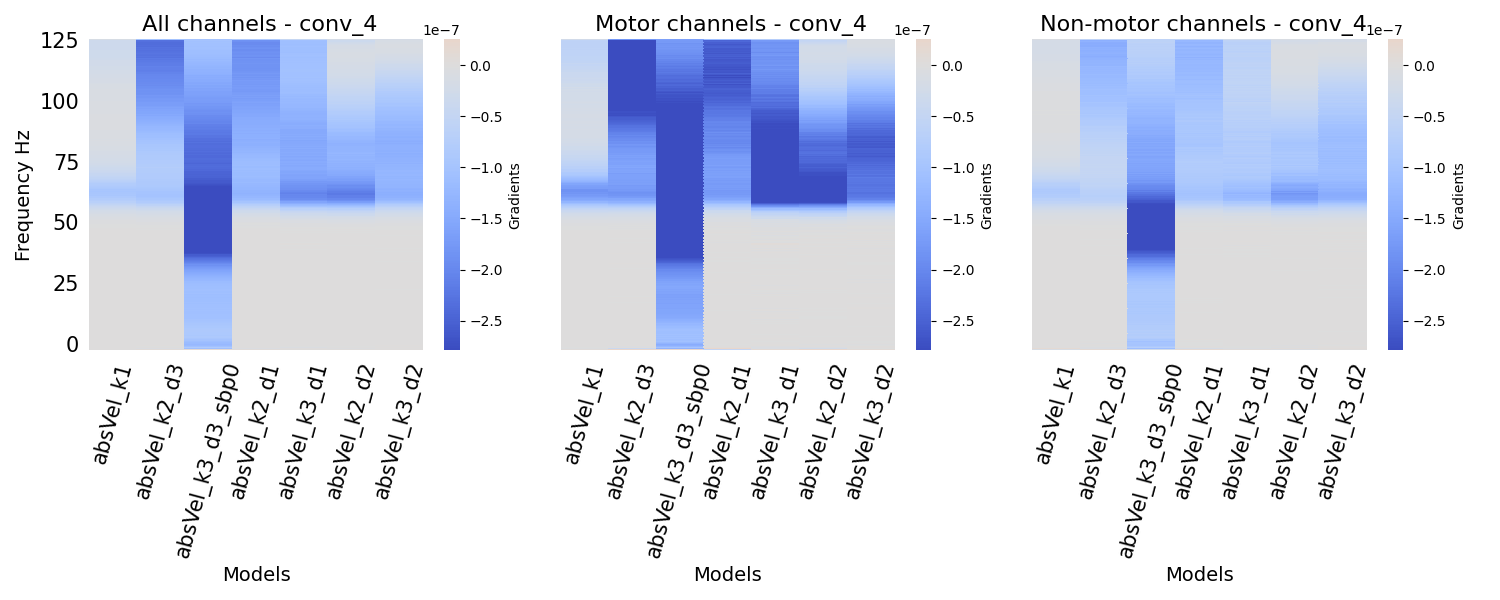 All channels - conv_4
1e−7
Frequency Hz
125
100
75
50
25
0
absVel_k1
absVel_k2_d3
absVel_k3_d3_sbp0
absVel_k2_d1
absVel_k3_d1
absVel_k2_d2
absVel_k3_d2
Models
0.0
−0.5
−1.0
−1.5
−2.0
−2.5
Gradients
Motor channels - conv_4
1e−7
absVel_k1
absVel_k2_d3
absVel_k3_d3_sbp0
absVel_k2_d1
absVel_k3_d1
absVel_k2_d2
absVel_k3_d2
Models
0.0
−0.5
−1.0
−1.5
−2.0
−2.5
Gradients
Non-motor channels - conv_4
1e−7
absVel_k1
absVel_k2_d3
absVel_k3_d3_sbp0
absVel_k2_d1
absVel_k3_d1
absVel_k2_d2
absVel_k3_d2
Models
0.0
−0.5
−1.0
−1.5
−2.0
−2.5
Gradients